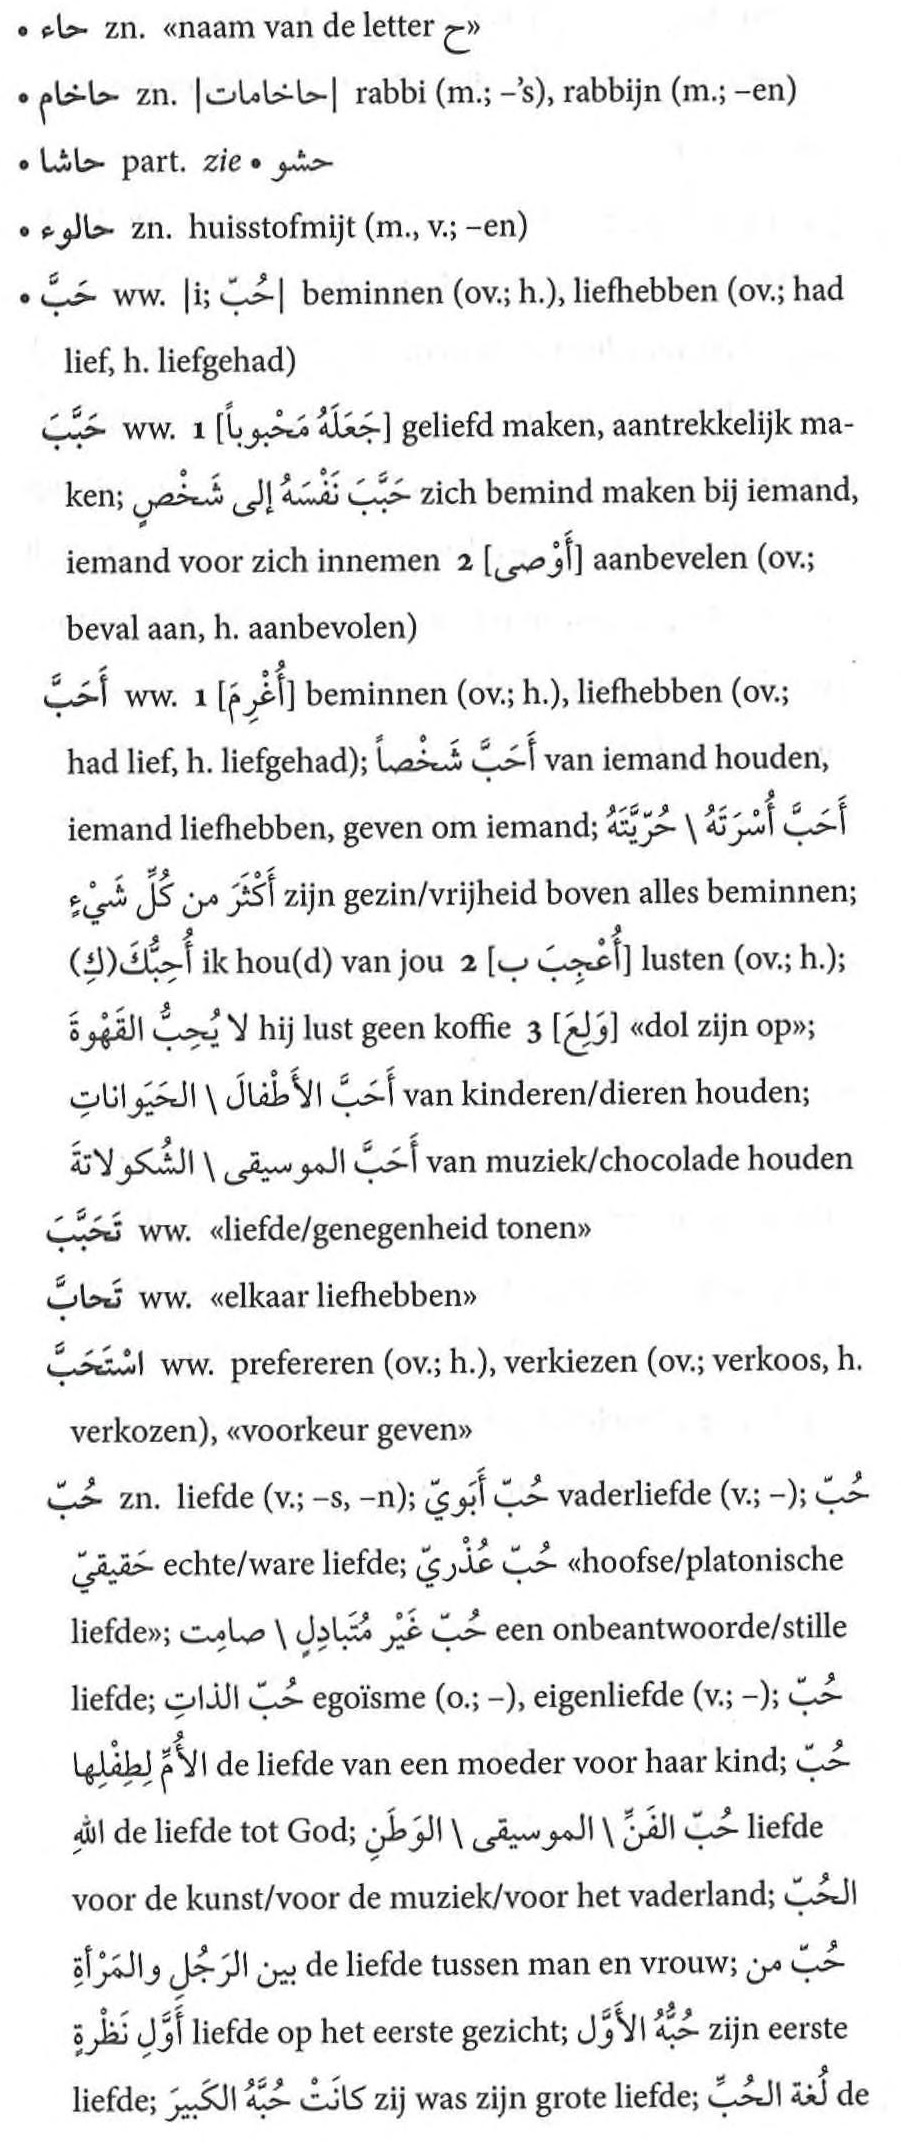 • حاء zn. «naam van de letter ح»
• حاخام zn. |حاخامات| rabbi (m.; –’s), rabbijn (m.; –en)
• حاشا part. zie • حشو
• حالوء zn. huisstofmijt (m., v.; –en)
• حَبَّ ww. |i; حُبّ| beminnen (ov.; h.), liefhebben (ov.; had
lief, h. liefgehad)
حَبَّبَ ww. 1 [جَعَلَهُ مَحْبوباً] geliefd maken, aantrekkelijk ma-
ken; حَبَّبَ نَفْسَهُ إلى شَخْصٍ zich bemind maken bij iemand,
iemand voor zich innemen 2 [أَوْصى] aanbevelen (ov.;
beval aan, h. aanbevolen)
أَحَبَّ ww. 1 [أُغْرِمَ] beminnen (ov.; h.), liefhebben (ov.;
had lief, h. liefgehad); أَحَبَّ شَخْصاً van iemand houden,
iemand liefhebben, geven om iemand; أَحَبَّ أُسْرَتَهُ \ حُرِّيَّتَهُ
أَكْثَرَ من كُلِّ شَيْءٍ zijn gezin/vrijheid boven alles beminnen;
أُحِبُّكَ(كِ) ik hou(d) van jou 2 [أُعْجِبَ ب] lusten (ov.; h.);
لا يُحِبُّ القَهْوةَ hij lust geen koffie 3 [وَلِعَ] «dol zijn op»;
أَحَبَّ الأَطْفالَ \ الحَيَواناتِ van kinderen/dieren houden;
أَحَبَّ الموسيقى \ الشُكولاتةَ van muziek/chocolade houden
تَحَبَّبَ ww. «liefde/genegenheid tonen»
تَحابَّ ww. «elkaar liefhebben»
اسْتَحَبَّ ww. prefereren (ov.; h.), verkiezen (ov.; verkoos, h.
verkozen), «voorkeur geven»
حُبّ zn. liefde (v.; –s, –n); حُبّ أَبَويّ vaderliefde (v.; –); حُبّ
حَقيقيّ echte/ware liefde; حُبّ عُذْريّ «hoofse/platonische
liefde»; حُبّ غَيْر مُتَبادِلٍ \ صامِت een onbeantwoorde/stille
liefde; حُبّ الذاتِ egoïsme (o.; –), eigenliefde (v.; –); حُبّ
الأُمِّ لِطِفْلِها de liefde van een moeder voor haar kind; حُبّ
اللهِ de liefde tot God; حُبّ الفَنِّ \ الموسيقى \ الوَطَنِ liefde
voor de kunst/voor de muziek/voor het vaderland; الحُبّ
بين الرَجُلِ والمَرْأةِ de liefde tussen man en vrouw; حُبّ من
أَوَّلِ نَظْرةٍ liefde op het eerste gezicht; حُبُّهُ الأَوَّل zijn eerste
liefde; كانَتْ حُبَّهُ الكَبيرَ zij was zijn grote liefde; لُغة الحُبِّ de